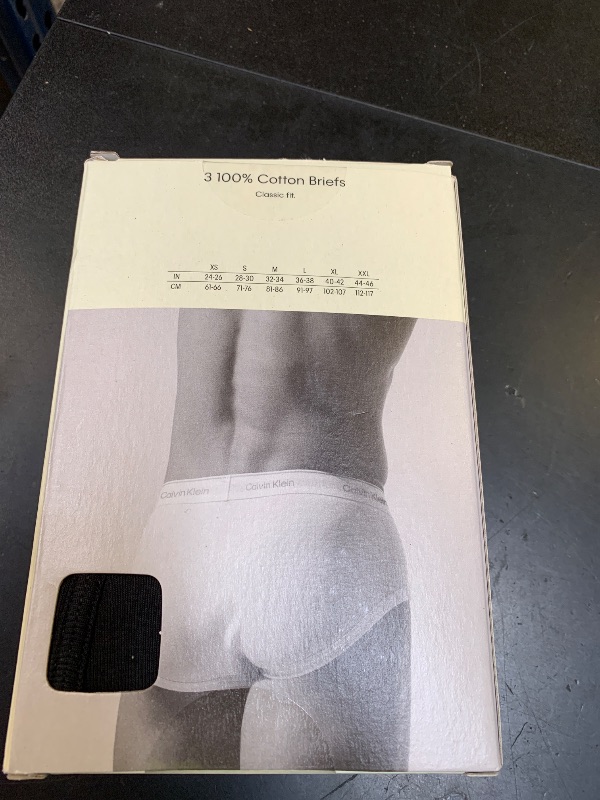 3 100% Cotton Briefs
Classic fit.
XS S M L XL XXL
IN 24-26 28-30 32-34 36-38 40-42 44-46
CM 61-66 71-76 81-86 91-97 102-107 112-117
Calvin Klein Calvin Klein Calvin Klein